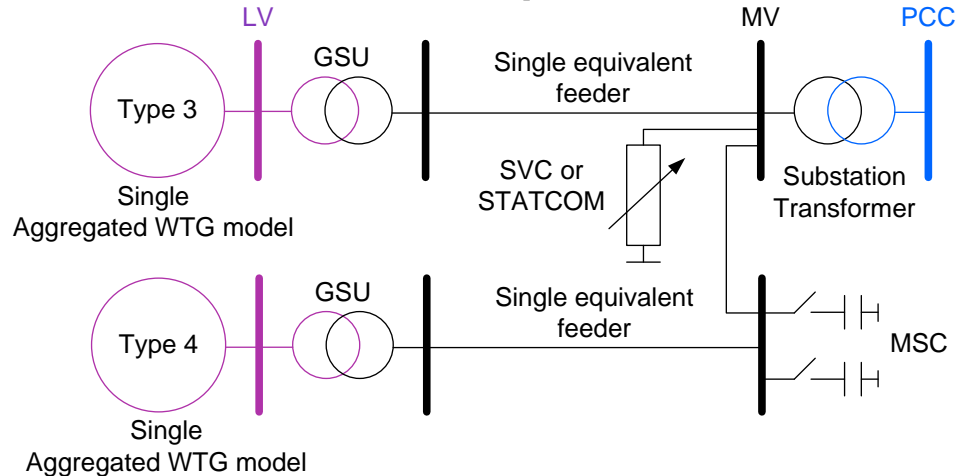 LV
MV
PCC
GSU
Single equivalent
feeder
Type 3
SVC or
STATCOM
Substation
Transformer
Single
Aggregated WTG model
GSU
Single equivalent
feeder
Type 4
MSC
Single
Aggregated WTG model